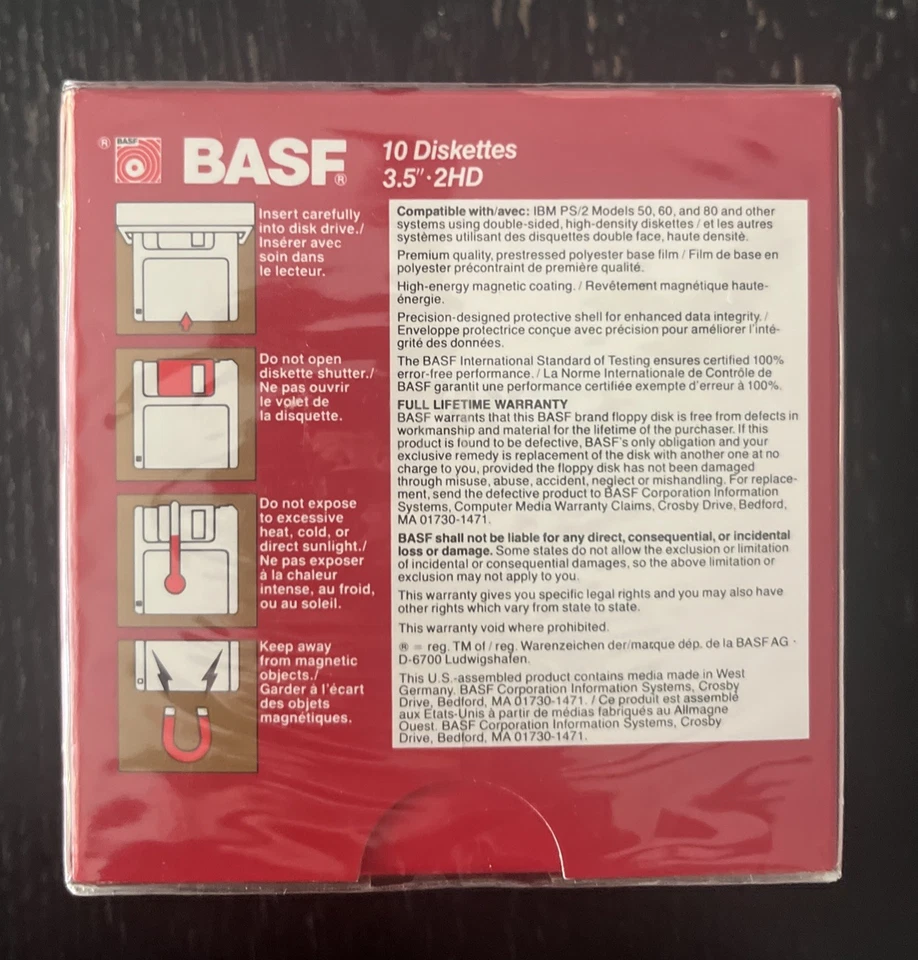 ® BASF BASF®
10 Diskettes
3.5"·2HD
Insert carefully
into disk drive./
Insérer avec
soin dans
le lecteur.
Do not open
diskette shutter./
Ne pas ouvrir
le volet de
la disquette.
Do not expose
to excessive
heat, cold, or
direct sunlight./
Ne pas exposer
à la chaleur
intense, au froid,
ou au soleil.
Keep away
from magnetic
objects./
Garder à l'écart
des objets
magnétiques.
Compatible with/avec: IBM PS/2 Models 50, 60, and 80 and other
systems using double-sided, high-density diskettes / et les autres
systèmes utilisant des disquettes double face, haute densité.
Premium quality, prestressed polyester base film / Film de base en
polyester précontraint de première qualité.
High-energy magnetic coating. / Revêtement magnétique haute-
énergie.
Precision-designed protective shell for enhanced data integrity. /
Enveloppe protectrice conçue avec précision pour améliorer l'inté-
grité des données.
The BASF International Standard of Testing ensures certified 100%
error-free performance. / La Norme Internationale de Contrôle de
BASF garantit une performance certifiée exempte d'erreur à 100%.
FULL LIFETIME WARRANTY
BASF warrants that this BASF brand floppy disk is free from defects in
workmanship and material for the lifetime of the purchaser. If this
product is found to be defective, BASF's only obligation and your
exclusive remedy is replacement of the disk with another one at no
charge to you, provided the floppy disk has not been damaged
through misuse, abuse, accident, neglect or mishandling. For replace-
ment, send the defective product to BASF Corporation Information
Systems, Computer Media Warranty Claims, Crosby Drive, Bedford,
MA 01730-1471.
BASF shall not be liable for any direct, consequential, or incidental
loss or damage. Some states do not allow the exclusion or limitation
of incidental or consequential damages, so the above limitation or
exclusion may not apply to you.
This warranty gives you specific legal rights and you may also have
other rights which vary from state to state.
This warranty void where prohibited.
® = reg. TM of / reg. Warenzeichen der/marque dép. de la BASF AG ·
D-6700 Ludwigshafen.
This U.S.-assembled product contains media made in West
Germany. BASF Corporation Information Systems, Crosby
Drive, Bedford, MA 01730-1471. / Ce produit est assemblé
aux États-Unis à partir de médias fabriqués au Allmagne
Ouest. BASF Corporation Information Systems, Crosby
Drive, Bedford, MA 01730-1471.